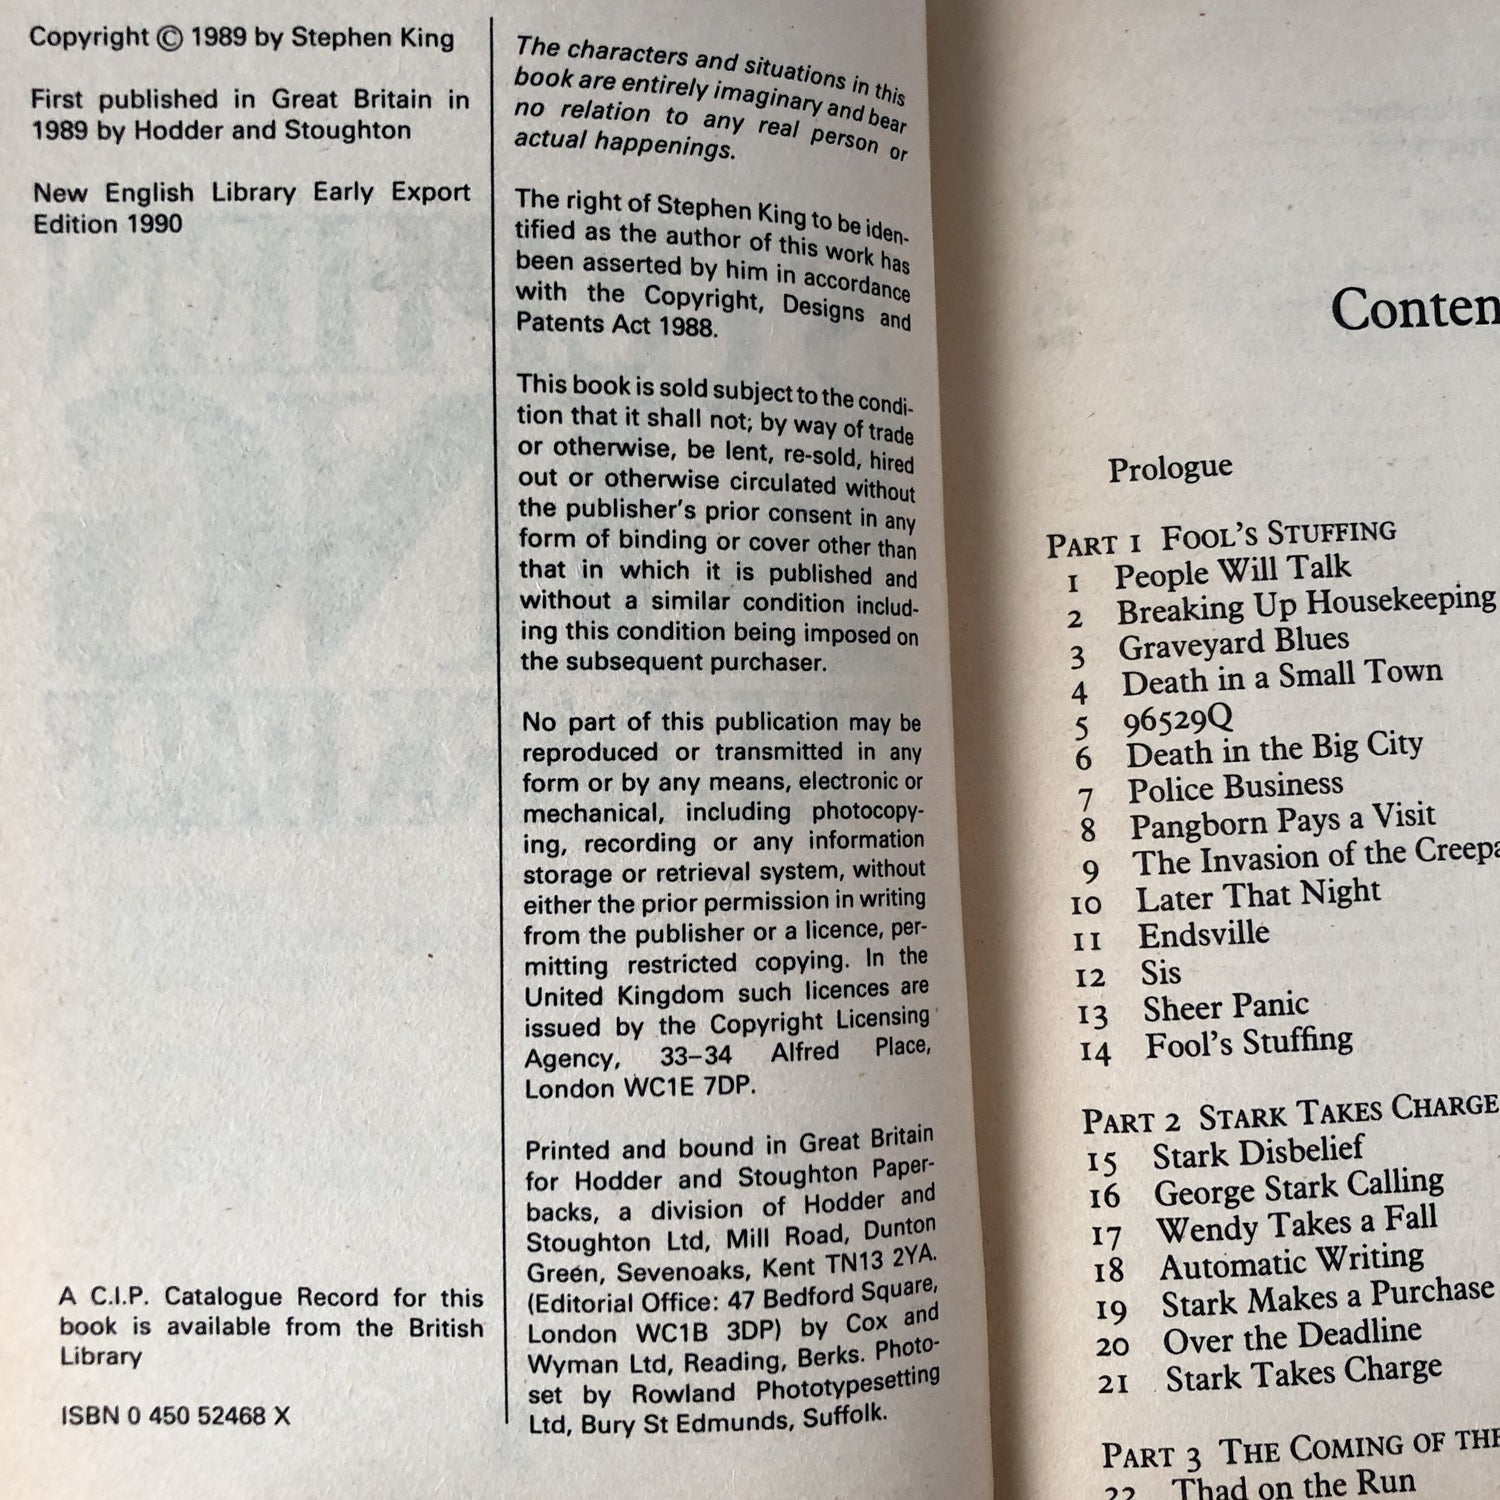 Copyright © 1989 by Stephen King
First published in Great Britain in
1989 by Hodder and Stoughton
New English Library Early Export
Edition 1990
A C.I.P. Catalogue Record for this
book is available from the British
Library
ISBN 0 450 52468 X
The characters and situations in this
book are entirely imaginary and bear
no relation to any real person or
actual happenings.
The right of Stephen King to be iden-
tified as the author of this work has
been asserted by him in accordance
with the Copyright, Designs and
Patents Act 1988.
This book is sold subject to the condi-
tion that it shall not; by way of trade
or otherwise, be lent, re-sold, hired
out or otherwise circulated without
the publisher's prior consent in any
form of binding or cover other than
that in which it is published and
without a similar condition includ-
ing this condition being imposed on
the subsequent purchaser.
No part of this publication may be
reproduced or transmitted in any
form or by any means, electronic or
mechanical, including photocopy-
ing, recording or any information
storage or retrieval system, without
either the prior permission in writing
from the publisher or a licence, per-
mitting restricted copying. In the
United Kingdom such licences are
issued by the Copyright Licensing
Agency, 33–34 Alfred Place,
London WC1E 7DP.
Printed and bound in Great Britain
for Hodder and Stoughton Paper-
backs, a division of Hodder and
Stoughton Ltd, Mill Road, Dunton
Green, Sevenoaks, Kent TN13 2YA.
(Editorial Office: 47 Bedford Square,
London WC1B 3DP) by Cox and
Wyman Ltd, Reading, Berks. Photo-
set by Rowland Phototypesetting
Ltd, Bury St Edmunds, Suffolk.
Conten
Prologue
PART 1 FOOL'S STUFFING
1 People Will Talk
2 Breaking Up Housekeeping
3 Graveyard Blues
4 Death in a Small Town
5 96529Q
6 Death in the Big City
7 Police Business
8 Pangborn Pays a Visit
9 The Invasion of the Creepa
10 Later That Night
11 Endsville
12 Sis
13 Sheer Panic
14 Fool's Stuffing
PART 2 STARK TAKES CHARGE
15 Stark Disbelief
16 George Stark Calling
17 Wendy Takes a Fall
18 Automatic Writing
19 Stark Makes a Purchase
20 Over the Deadline
21 Stark Takes Charge
PART 3 THE COMING OF THE
22 Thad on the Run